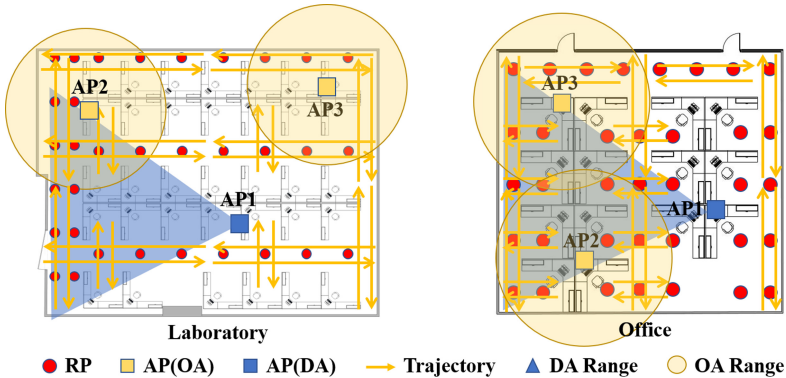 AP2
AP3
AP1
Laboratory
AP3
AP1
AP2
Office
RP AP(OA) AP(DA) Trajectory DA Range OA Range